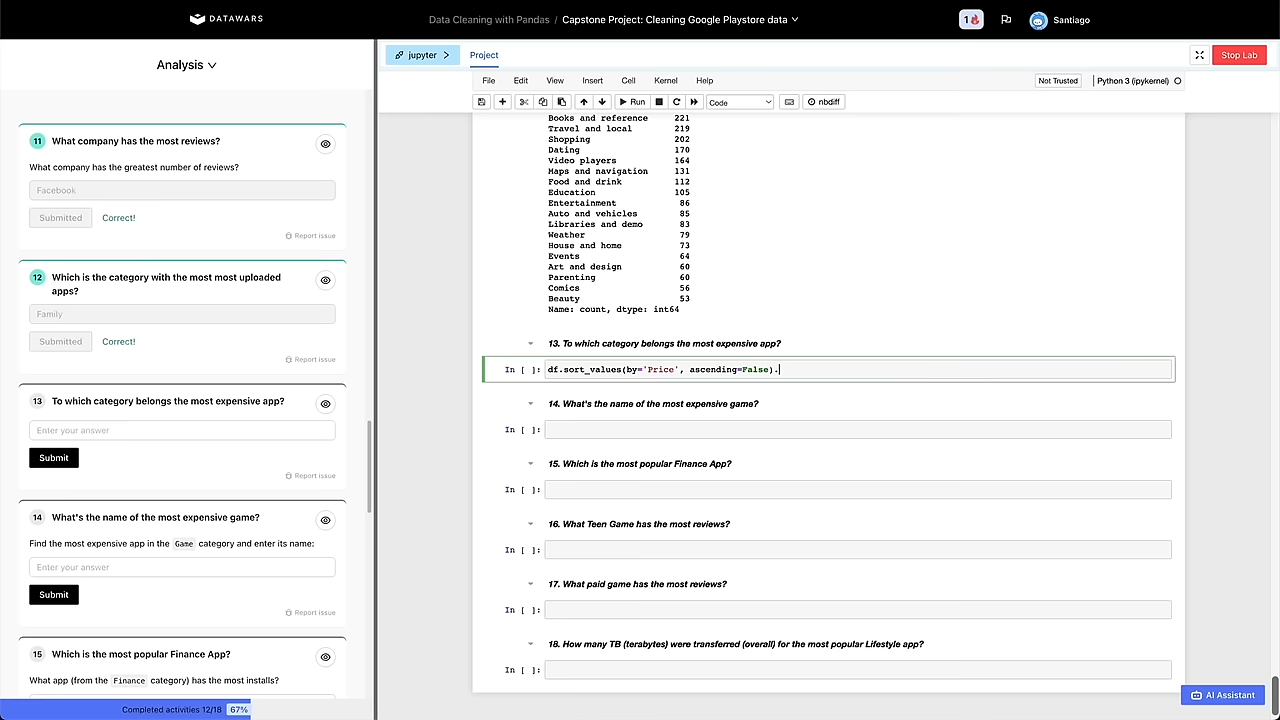 DATAWARS
Data Cleaning with Pandas / Capstone Project: Cleaning Google Playstore data
1
Santiago
Analysis
jupyter
Project
Stop Lab
File Edit View Insert Cell Kernel Help
Not Trusted
Python 3 (ipykernel)
Run
Code
nbdiff
11 What company has the most reviews?
What company has the greatest number of reviews?
Facebook
Submitted Correct!
Report issue
12 Which is the category with the most most uploaded
apps?
Family
Submitted Correct!
Report issue
13 To which category belongs the most expensive app?
Enter your answer
Submit
Report issue
14 What's the name of the most expensive game?
Find the most expensive app in the Game category and enter its name:
Enter your answer
Submit
Report issue
15 Which is the most popular Finance App?
What app (from the Finance category) has the most installs?
Completed activities 12/18 67%
Books and reference 221
Travel and local 219
Shopping 202
Dating 170
Video players 164
Maps and navigation 131
Food and drink 112
Education 105
Entertainment 86
Auto and vehicles 85
Libraries and demo 83
Weather 79
House and home 73
Events 64
Art and design 60
Parenting 60
Comics 56
Beauty 53
Name: count, dtype: int64
13. To which category belongs the most expensive app?
In [ ]: df.sort_values(by='Price', ascending=False).
14. What's the name of the most expensive game?
In [ ]:
15. Which is the most popular Finance App?
In [ ]:
16. What Teen Game has the most reviews?
In [ ]:
17. What paid game has the most reviews?
In [ ]:
18. How many TB (terabytes) were transferred (overall) for the most popular Lifestyle app?
In [ ]:
AI Assistant